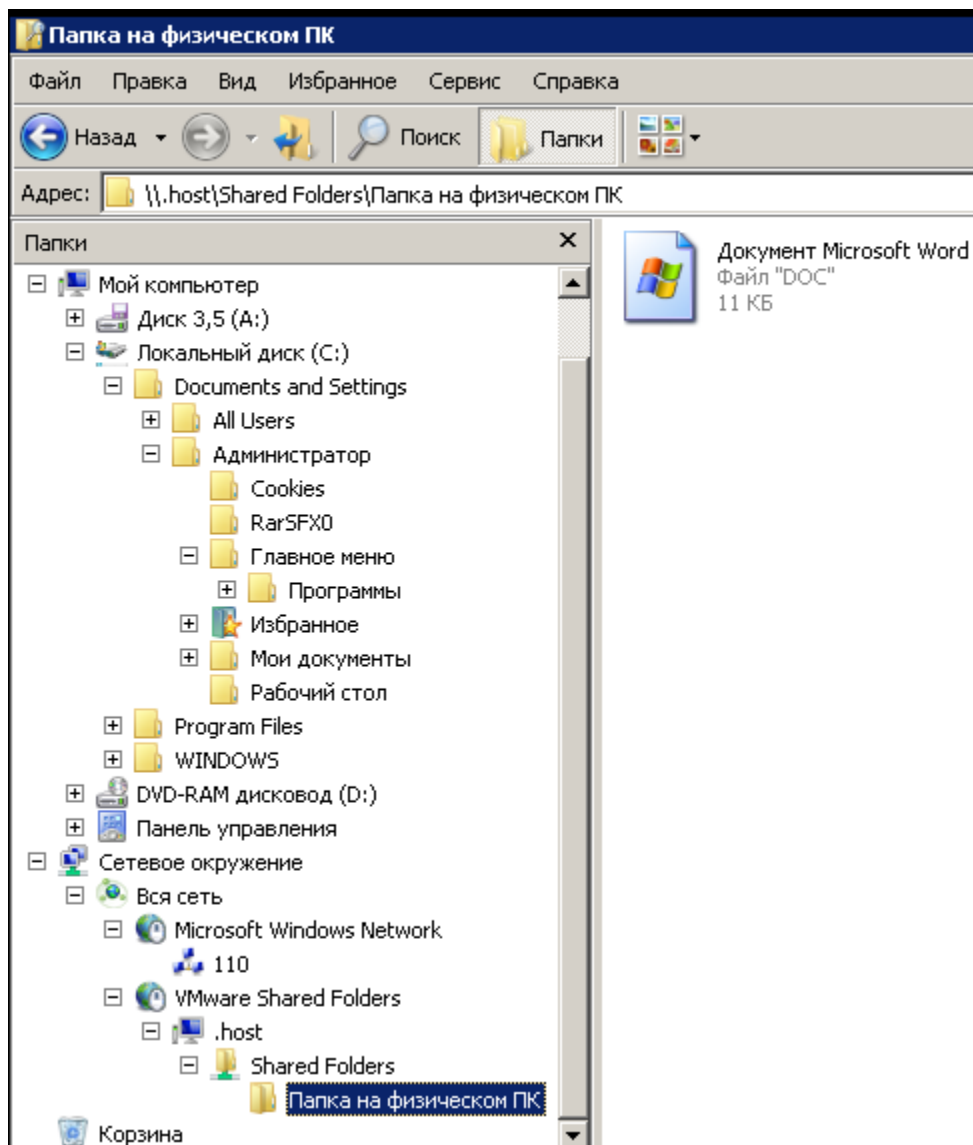 Папка на физическом ПК
Файл Правка Вид Избранное Сервис Справка
Назад Поиск Папки
Адрес: \\.host\Shared Folders\Папка на физическом ПК
Папки
Мой компьютер
Диск 3,5 (A:)
Локальный диск (C:)
Documents and Settings
All Users
Администратор
Cookies
RarSFX0
Главное меню
Программы
Избранное
Мои документы
Рабочий стол
Program Files
WINDOWS
DVD-RAM дисковод (D:)
Панель управления
Сетевое окружение
Вся сеть
Microsoft Windows Network
110
VMware Shared Folders
.host
Shared Folders
Папка на физическом ПК
Корзина
Документ Microsoft Word
Файл "DOC"
11 КБ